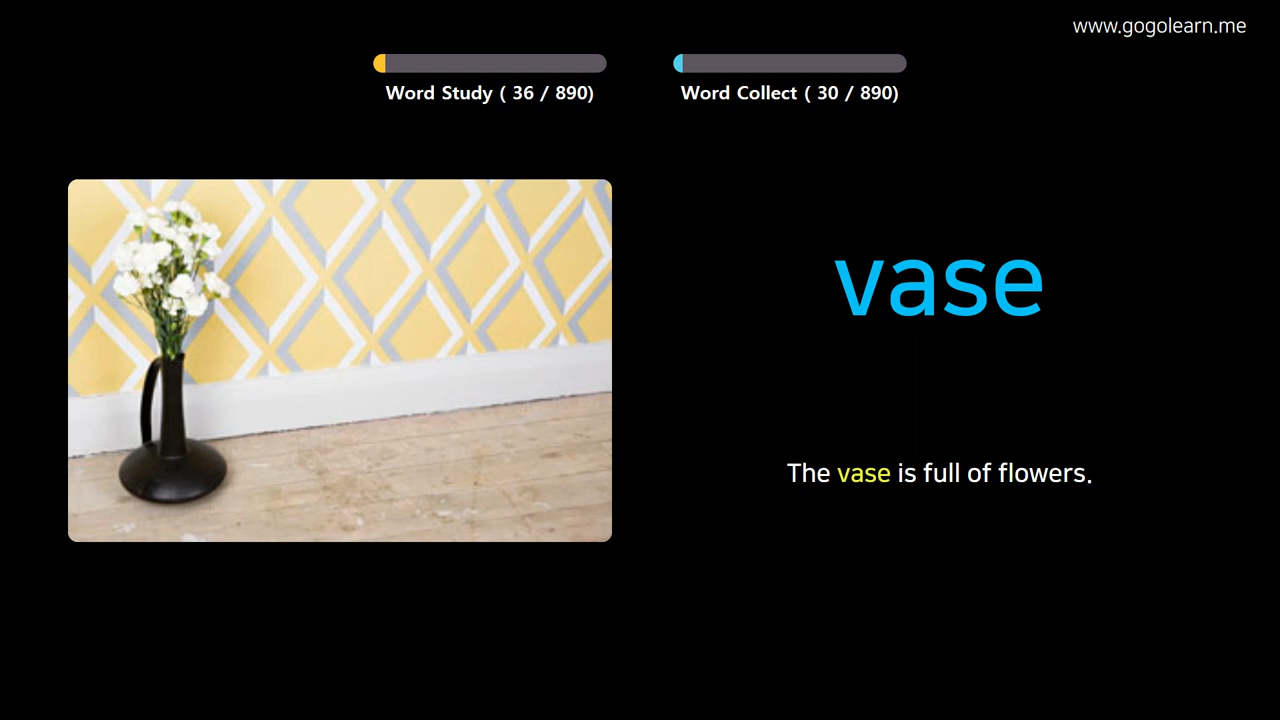 www.gogolearn.me
Word Study ( 36 / 890)
Word Collect ( 30 / 890)
vase
The vase is full of flowers.